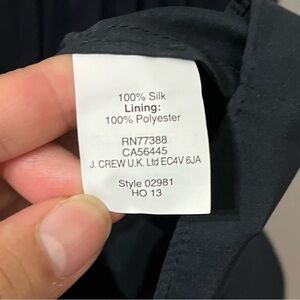 100% Silk
Lining:
100% Polyester
RN77388
CA56445
J. CREW U.K. Ltd EC4V 6JA
Style 02981
HO 13